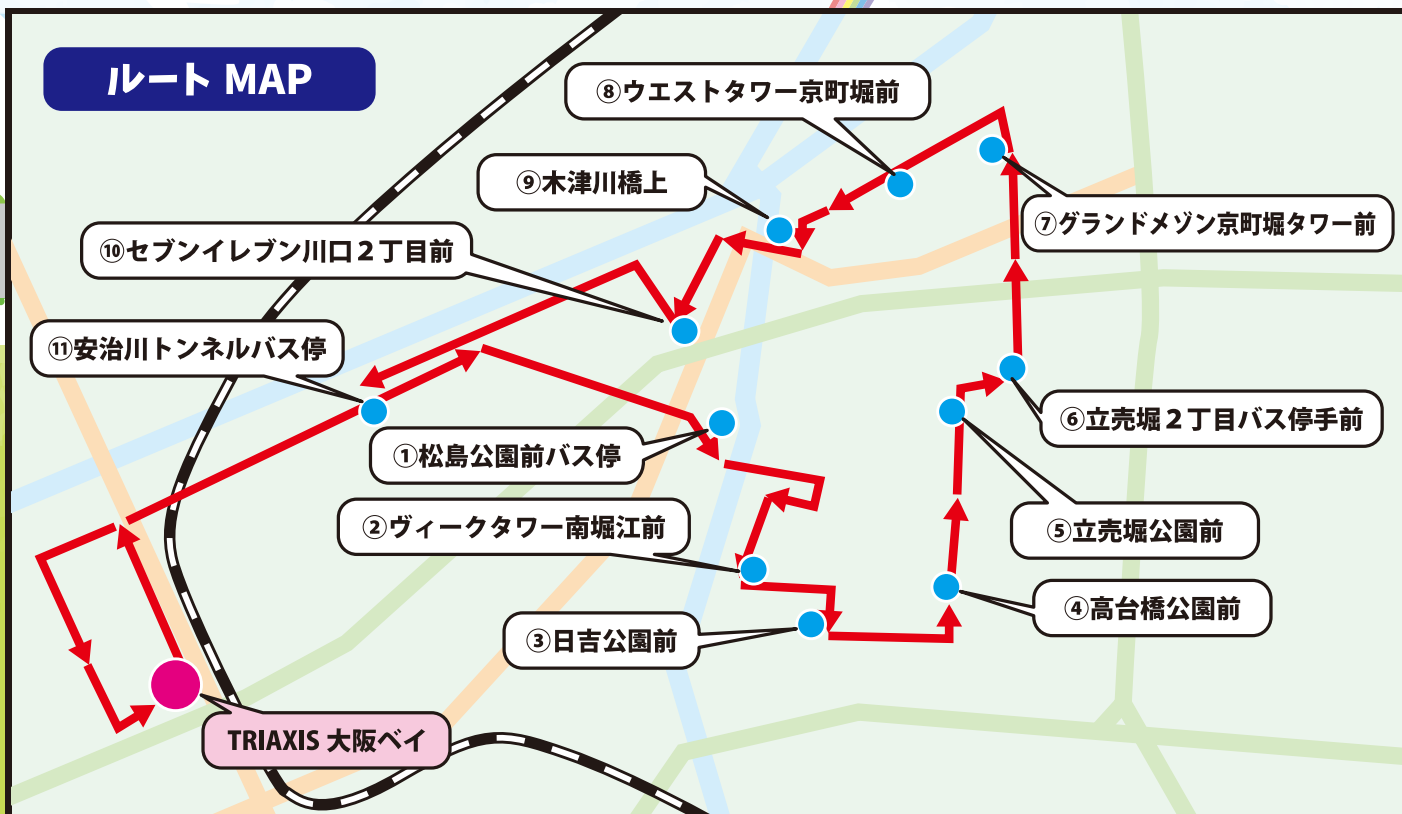 ルート MAP
⑧ウエストタワー京町堀前
⑨木津川橋上
⑦グランドメゾン京町堀タワー前
⑩セブンイレブン川口2丁目前
⑪安治川トンネルバス停
⑥立売堀2丁目バス停手前
①松島公園前バス停
②ヴィークタワー南堀江前
⑤立売堀公園前
④高台橋公園前
③日吉公園前
TRIAXIS 大阪ベイ